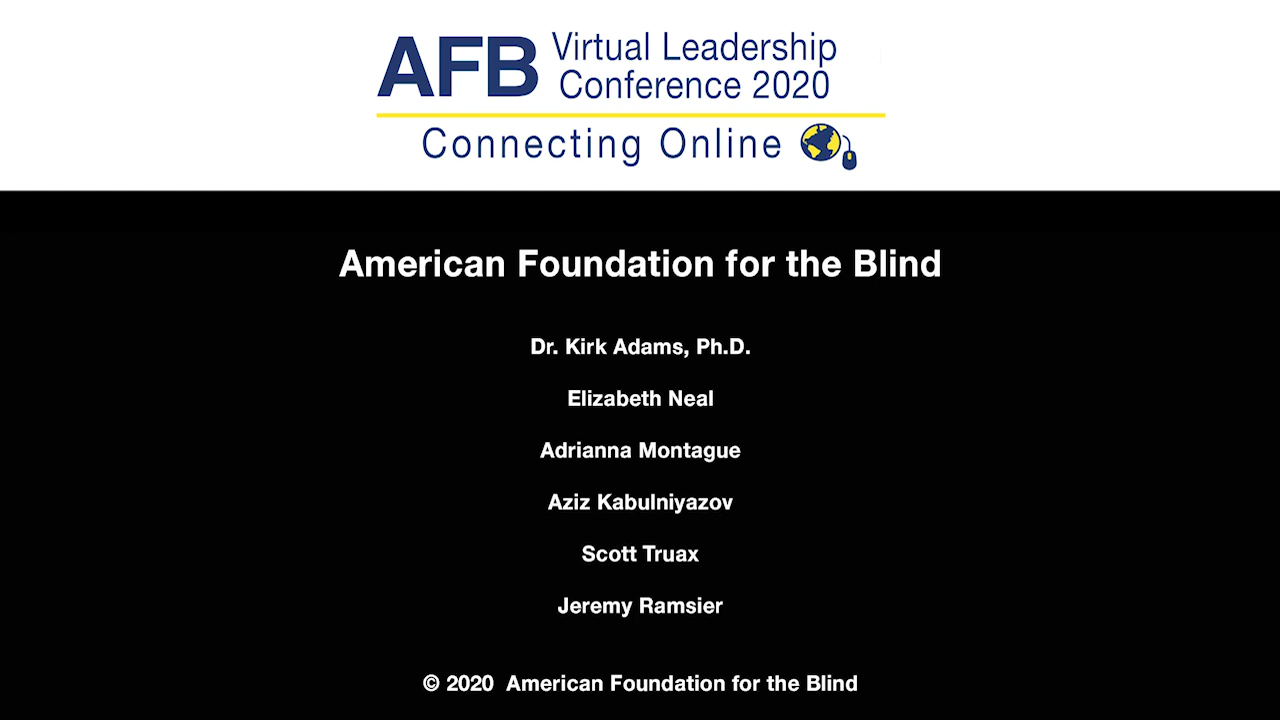 AFB Virtual Leadership
Conference 2020
Connecting Online
American Foundation for the Blind
Dr. Kirk Adams, Ph.D.
Elizabeth Neal
Adrianna Montague
Aziz Kabulniyazov
Scott Truax
Jeremy Ramsier
© 2020 American Foundation for the Blind